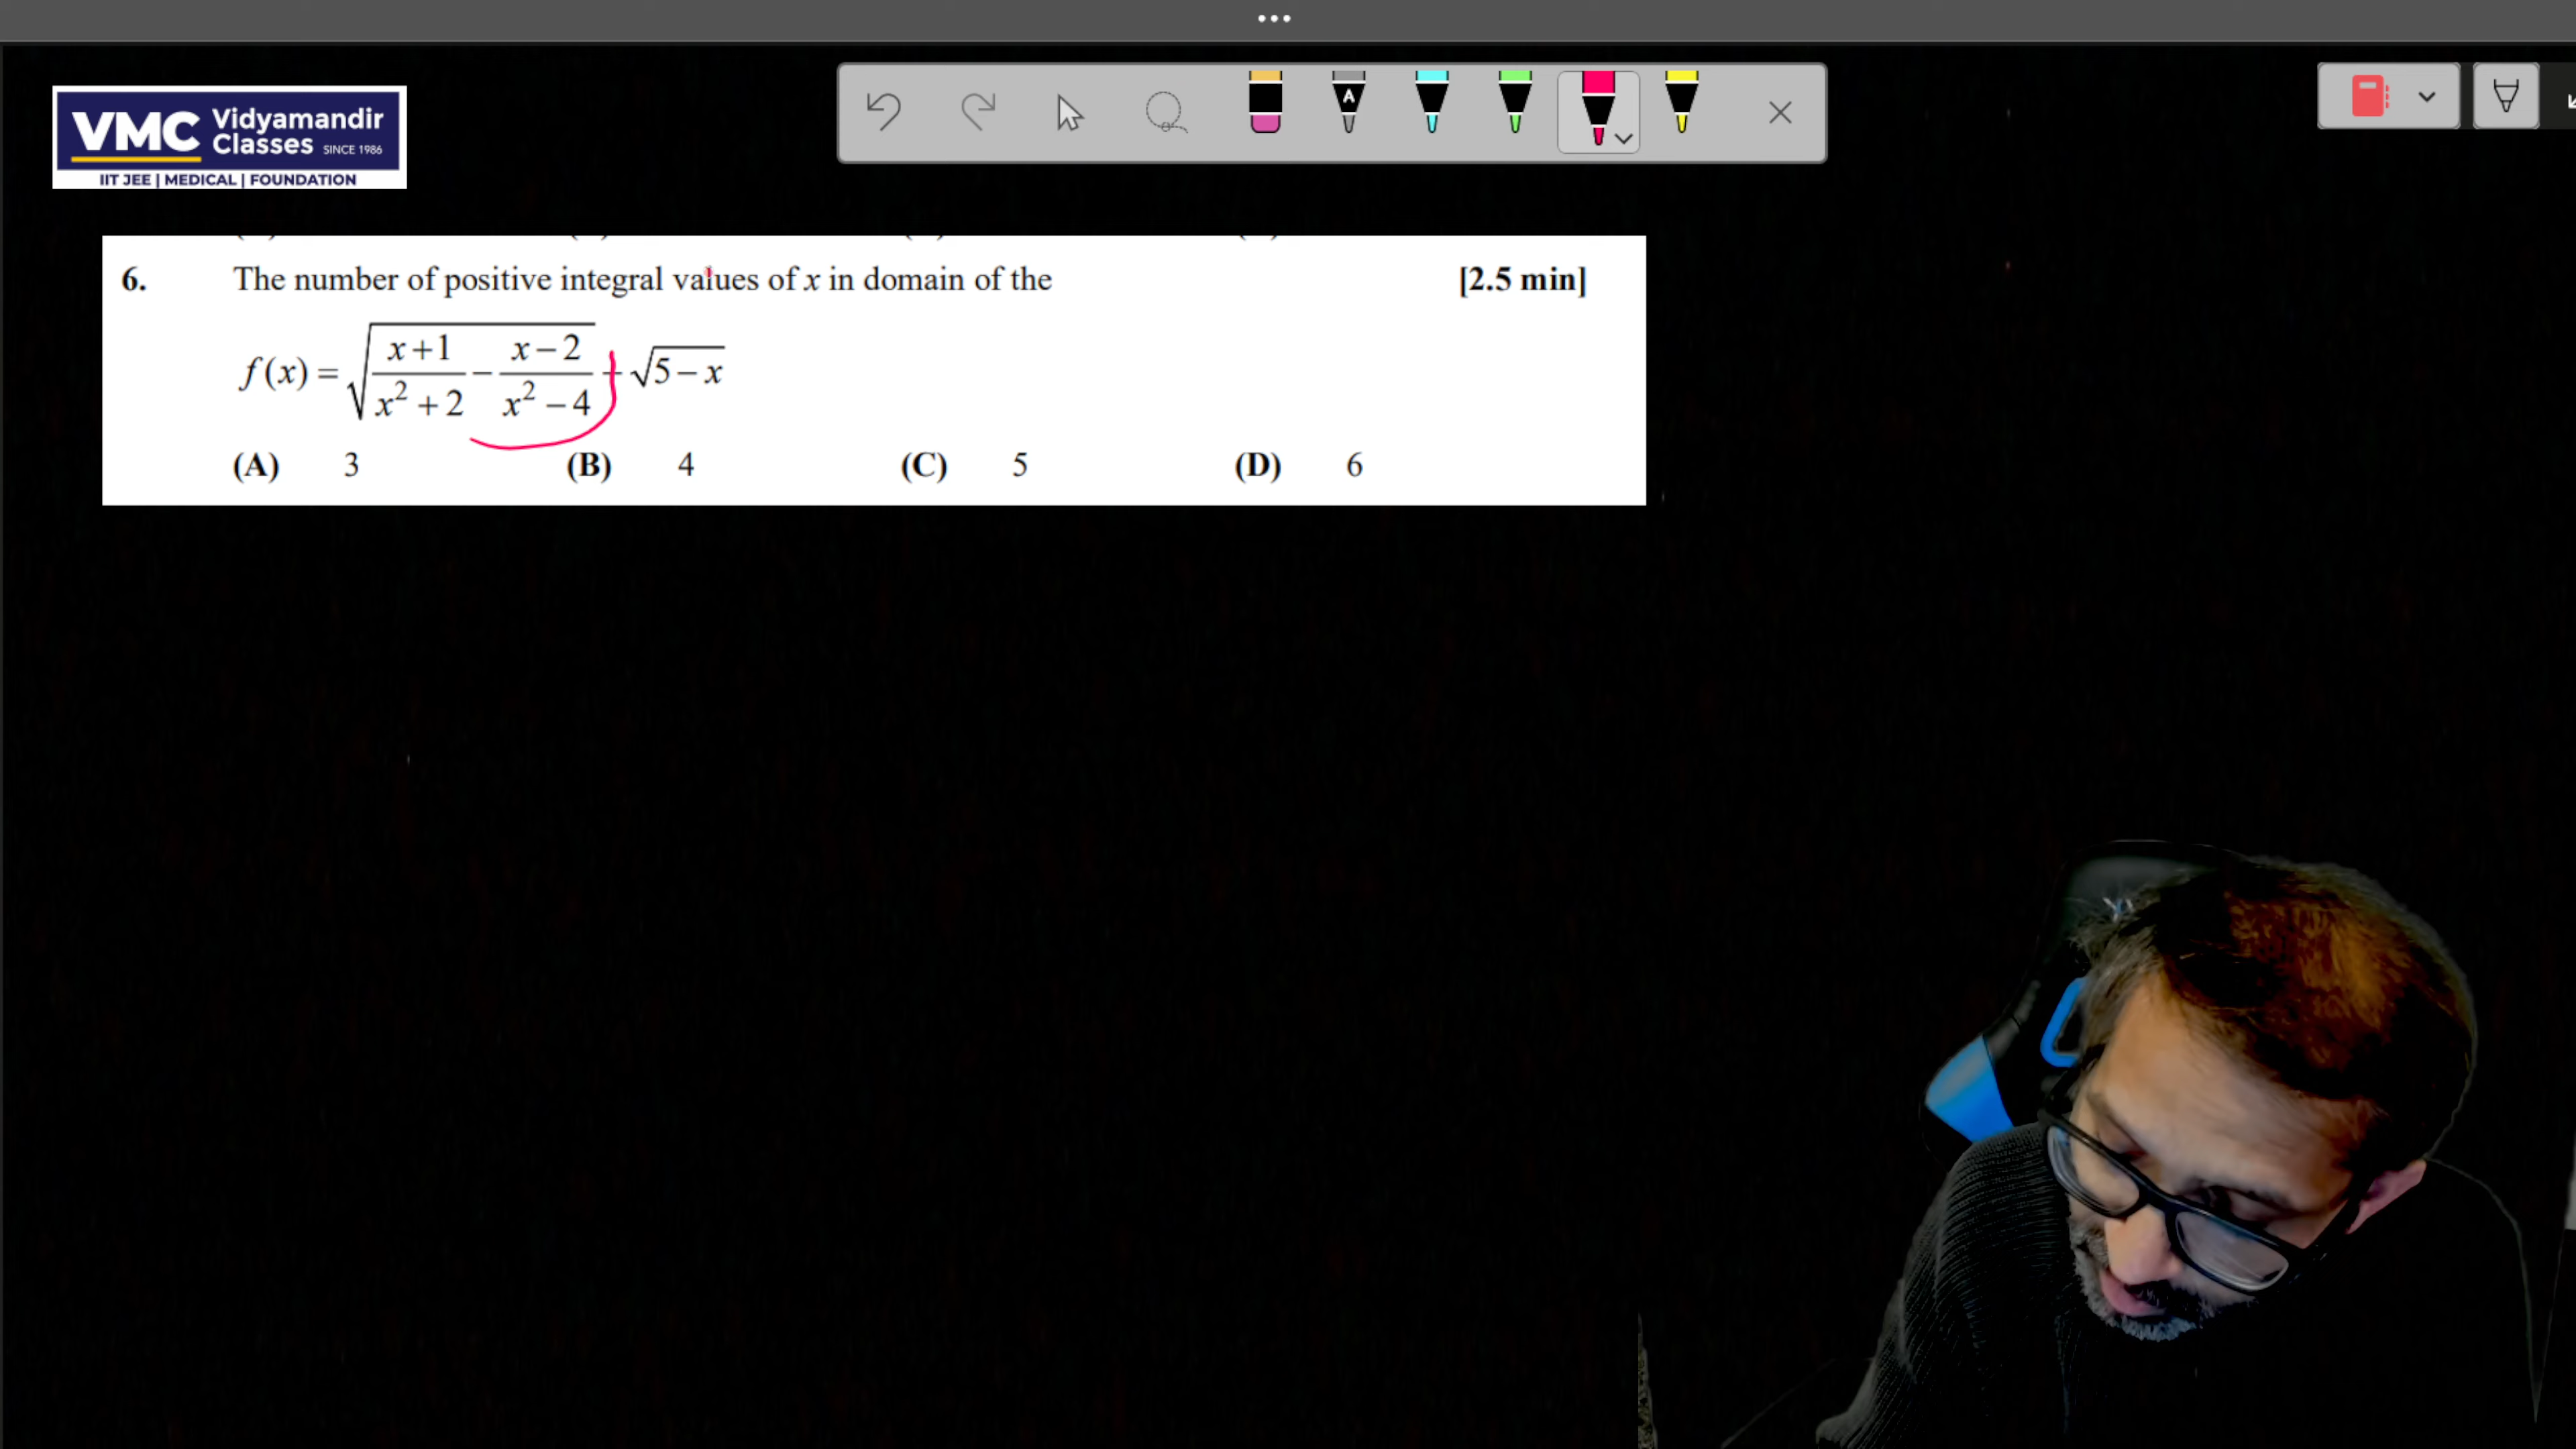 VMC Vidyamandir Classes SINCE 1986
IIT JEE | MEDICAL | FOUNDATION
A
6. The number of positive integral values of x in domain of the [2.5 min]
f(x) = √((x+1)/(x²+2) − (x−2)/(x²−4)) + √(5−x)
(A) 3 (B) 4 (C) 5 (D) 6